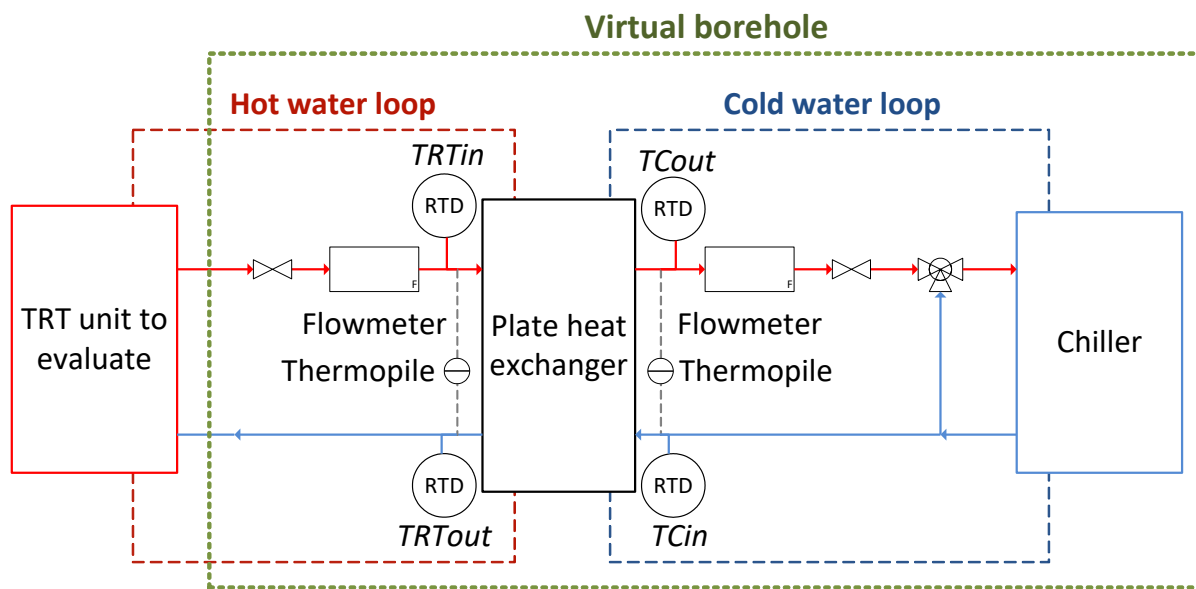 Virtual borehole
Hot water loop
Cold water loop
TRTin
TCout
RTD
RTD
TRT unit to
evaluate
F
Flowmeter
Thermopile
Plate heat
exchanger
F
Flowmeter
Thermopile
Chiller
RTD
RTD
TRTout
TCin